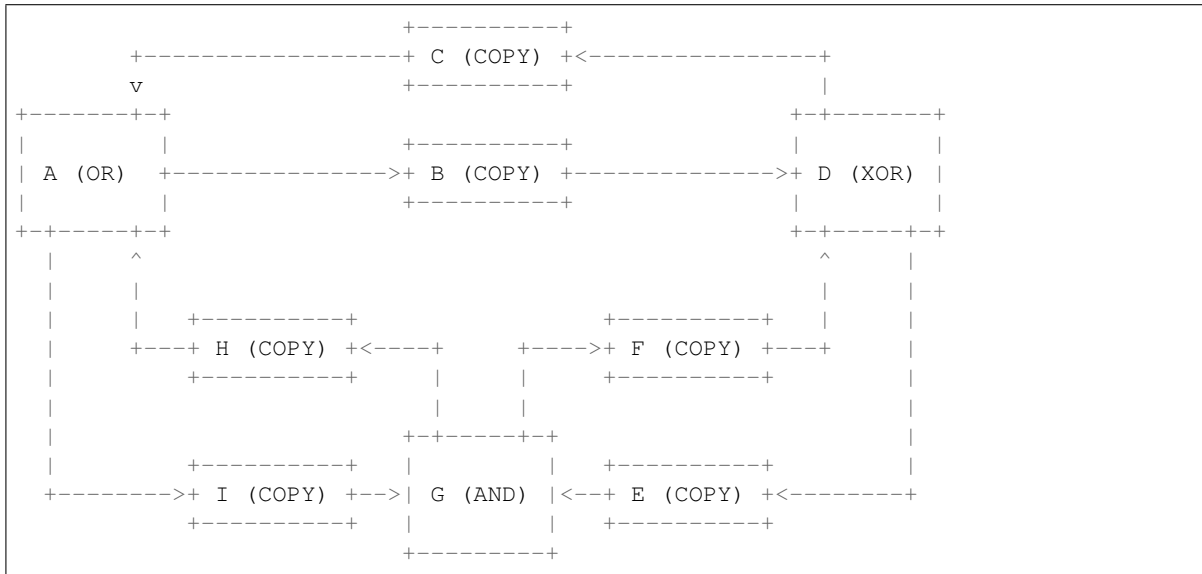 C (COPY)
A (OR) B (COPY) D (XOR)
H (COPY) F (COPY)
I (COPY) G (AND) E (COPY)